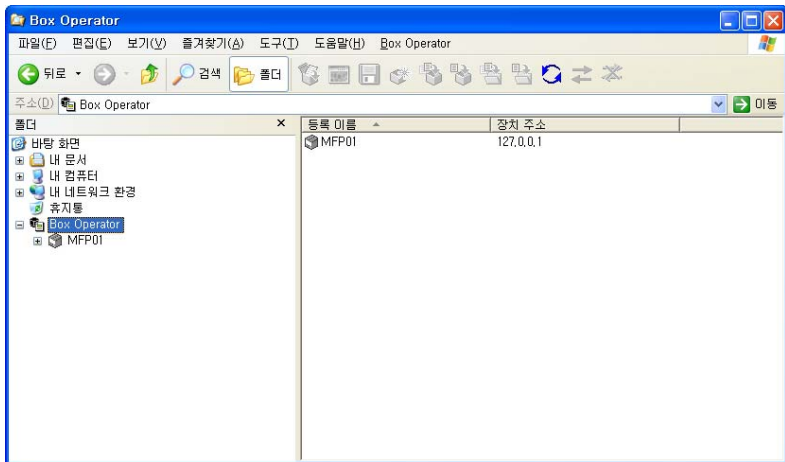 Box Operator
파일(F) 편집(E) 보기(V) 즐겨찾기(A) 도구(T) 도움말(H) Box Operator
뒤로 검색 폴더
주소(D) Box Operator 이동
폴더
바탕 화면
내 문서
내 컴퓨터
내 네트워크 환경
휴지통
Box Operator
MFP01
등록 이름 장치 주소
MFP01 127.0.0.1